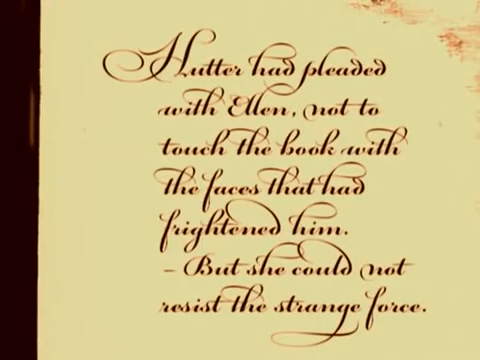 Hutter had pleaded
with Ellen, not to
touch the book with
the faces that had
frightened him.
– But she could not
resist the strange force.